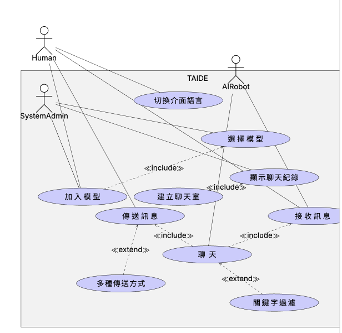 Human
TAIDE
AIRobot
切換介面語言
SystemAdmin
選擇模型
≪include≫
顯示聊天紀錄
≪include≫
加入模型
建立聊天室
傳送訊息
接收訊息
≪include≫
≪include≫
≪extend≫
聊天
≪extend≫
多種傳送方式
關鍵字過濾